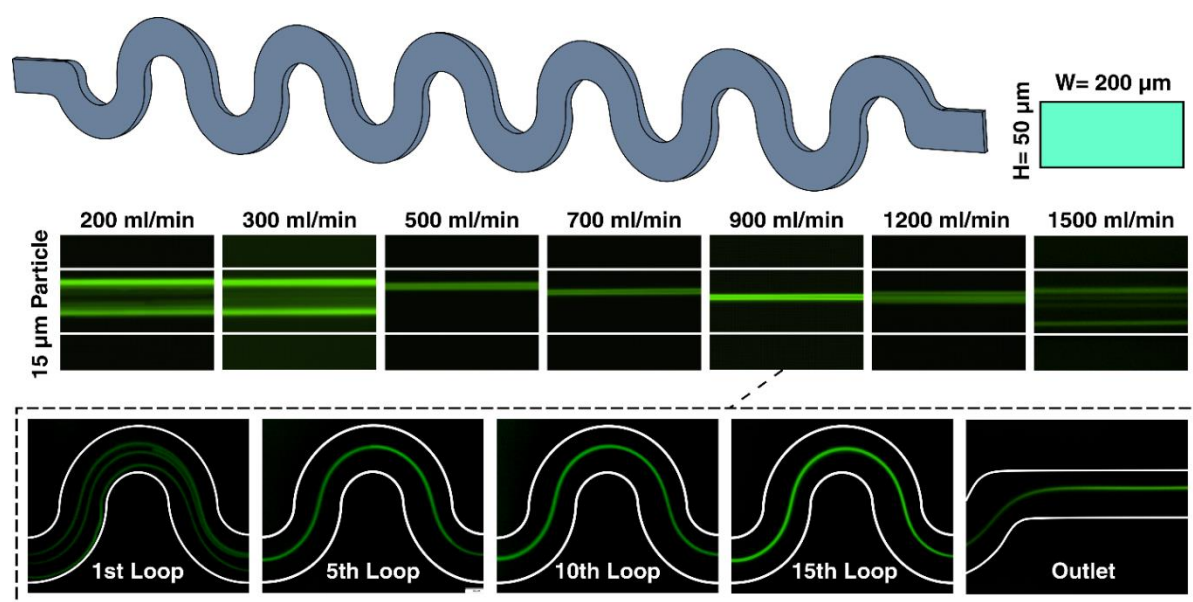 W= 200 µm
H= 50 µm
200 ml/min
300 ml/min
500 ml/min
700 ml/min
900 ml/min
1200 ml/min
1500 ml/min
15 µm Particle
1st Loop
5th Loop
10th Loop
15th Loop
Outlet